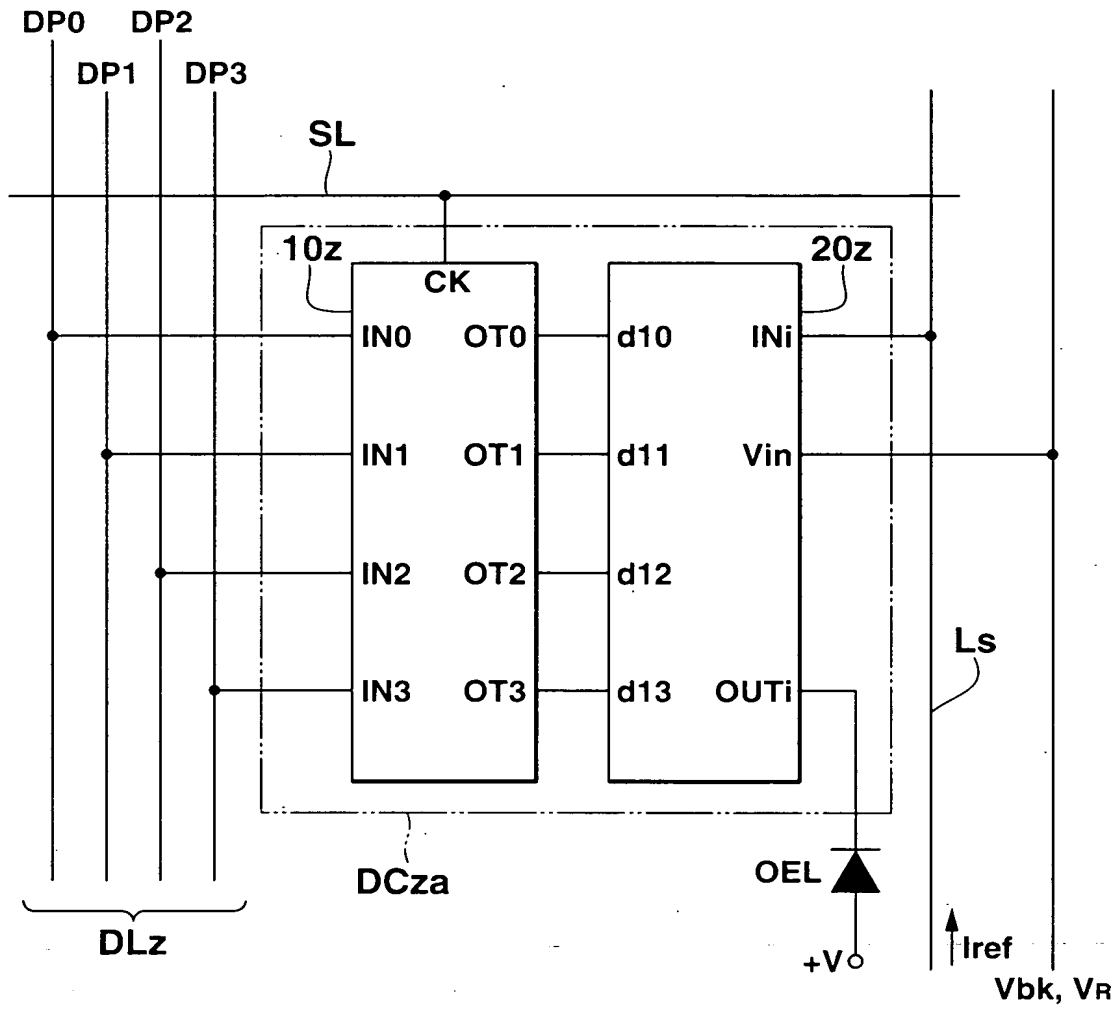 DP0 DP2
DP1 DP3
SL
10z 20z
CK
IN0 OT0 d10 INi
IN1 OT1 d11 Vin
IN2 OT2 d12
Ls
IN3 OT3 d13 OUTi
OEL
DCza
DLz
Iref
+V
Vbk, VR